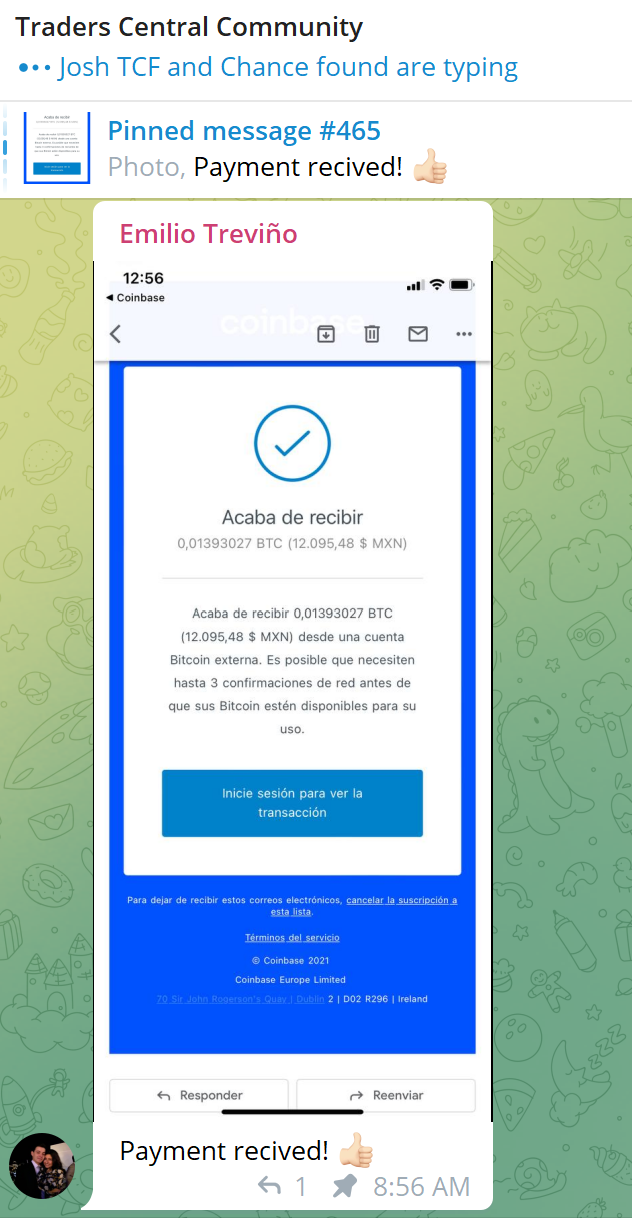 Traders Central Community
Josh TCF and Chance found are typing
Pinned message #465
Photo, Payment recived! 👍🏻
Emilio Treviño
12:56
◀ Coinbase
coinbase
Acaba de recibir
0,01393027 BTC (12.095,48 $ MXN)
Acaba de recibir 0,01393027 BTC
(12.095,48 $ MXN) desde una cuenta
Bitcoin externa. Es posible que necesiten
hasta 3 confirmaciones de red antes de
que sus Bitcoin estén disponibles para su
uso.
Inicie sesión para ver la
transacción
Para dejar de recibir estos correos electrónicos, cancelar la suscripción a
esta lista.
Términos del servicio
© Coinbase 2021
Coinbase Europe Limited
70 Sir John Rogerson's Quay | Dublin 2 | D02 R296 | Ireland
Responder
Reenviar
Payment recived! 👍🏻
1
8:56 AM